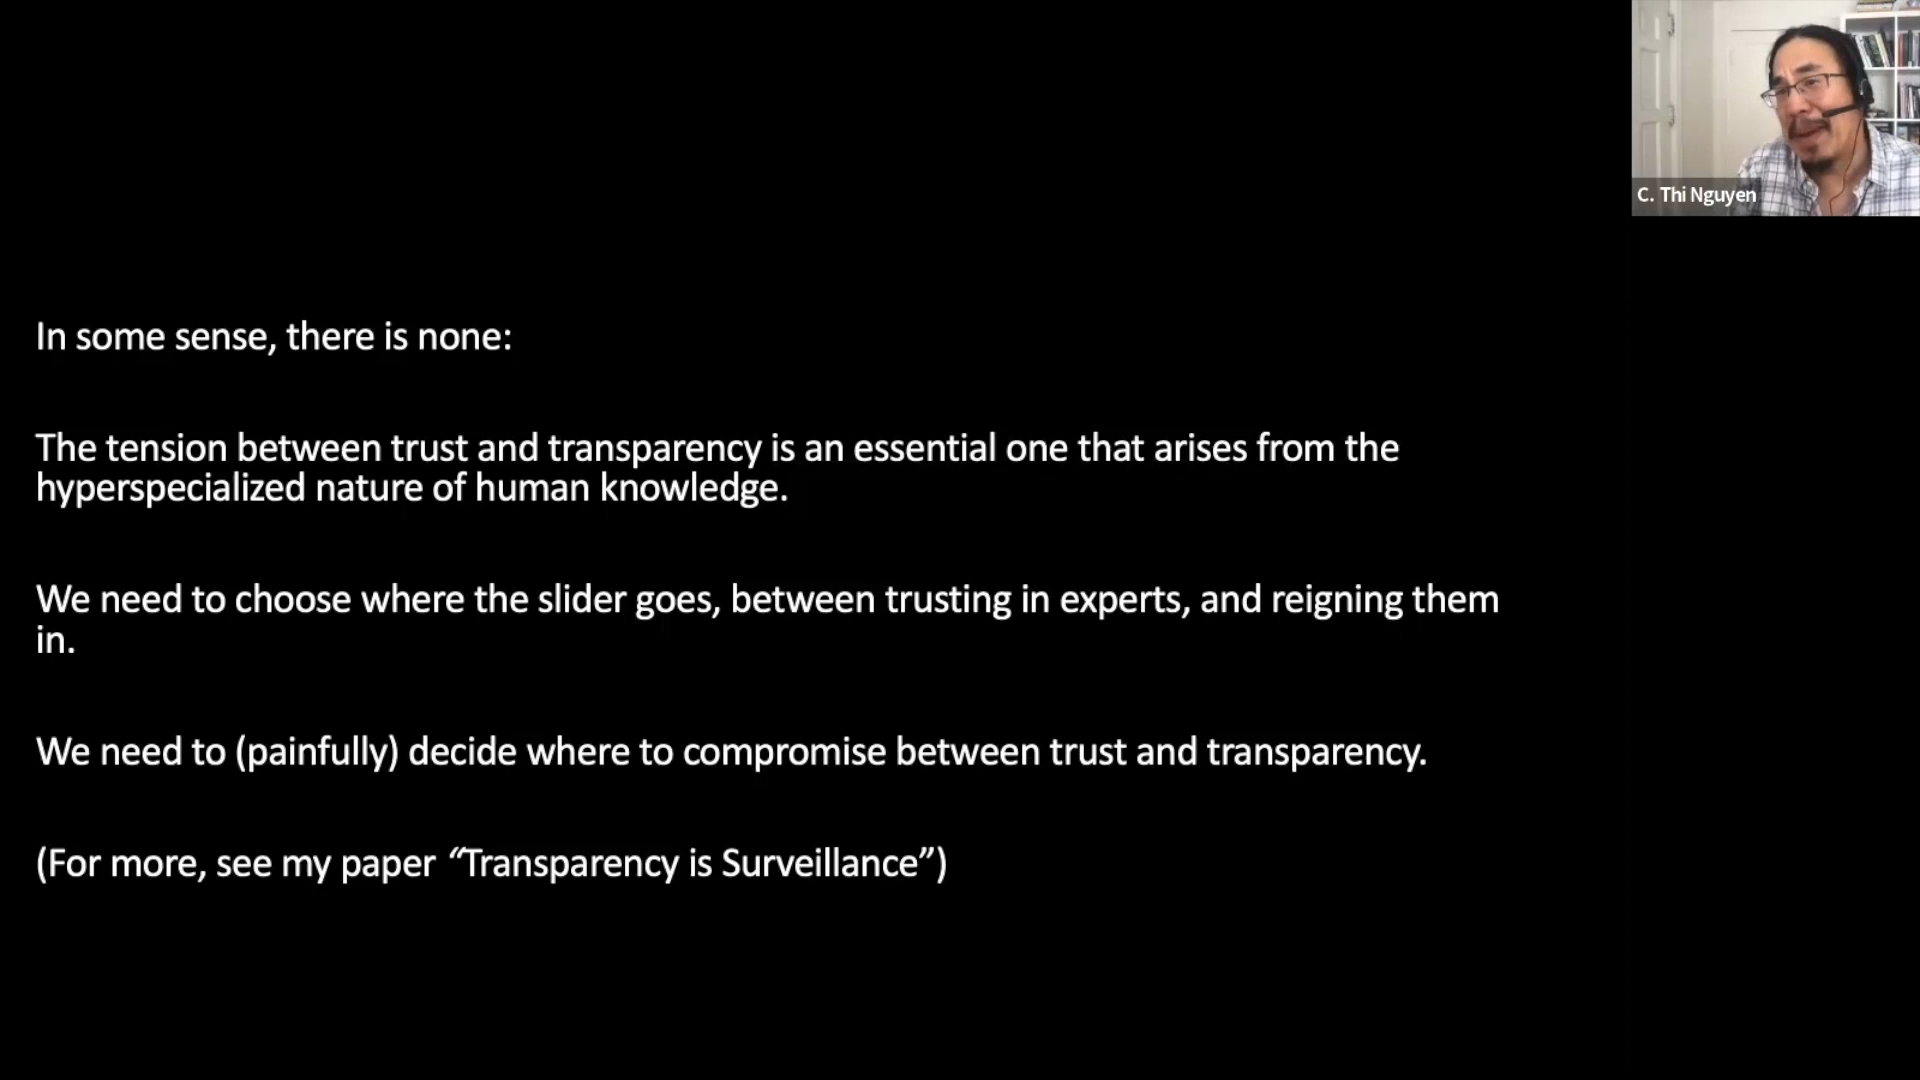 C. Thi Nguyen
In some sense, there is none:
The tension between trust and transparency is an essential one that arises from the
hyperspecialized nature of human knowledge.
We need to choose where the slider goes, between trusting in experts, and reigning them
in.
We need to (painfully) decide where to compromise between trust and transparency.
(For more, see my paper “Transparency is Surveillance”)